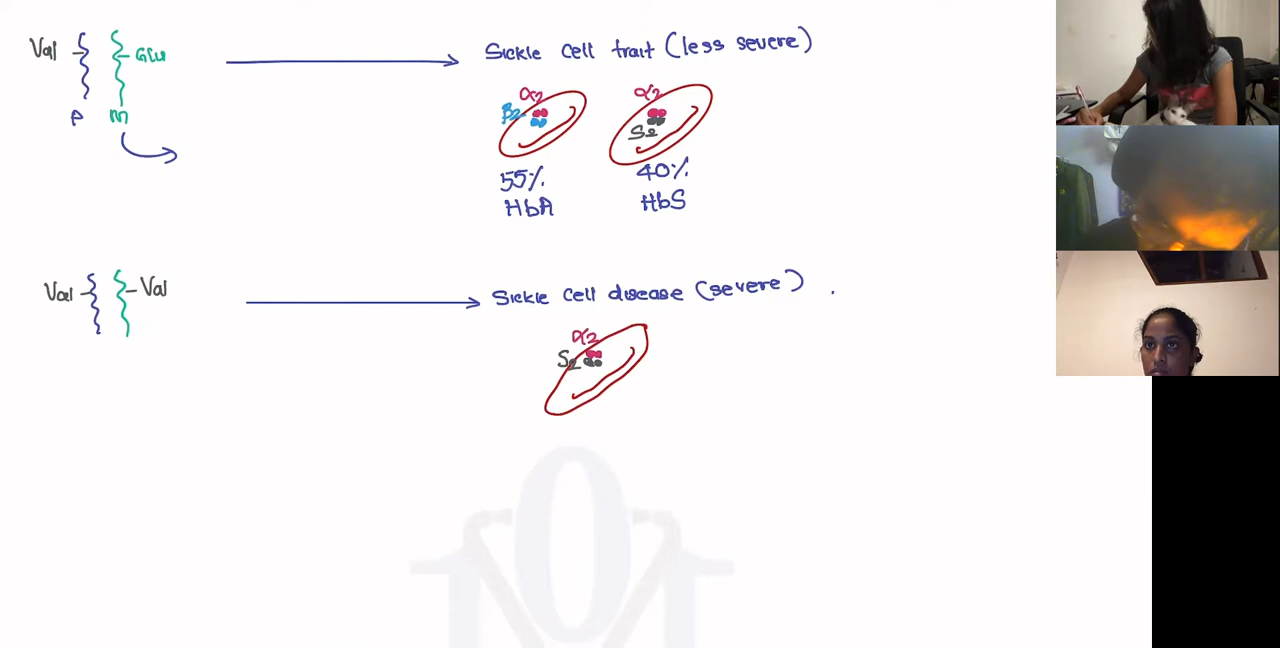 Val Glu
P M
Sickle cell trait (less severe)
α2 α2
β2 S2
55% 40%
HbA HbS
Val Val
Sickle cell disease (severe)
α2
S2